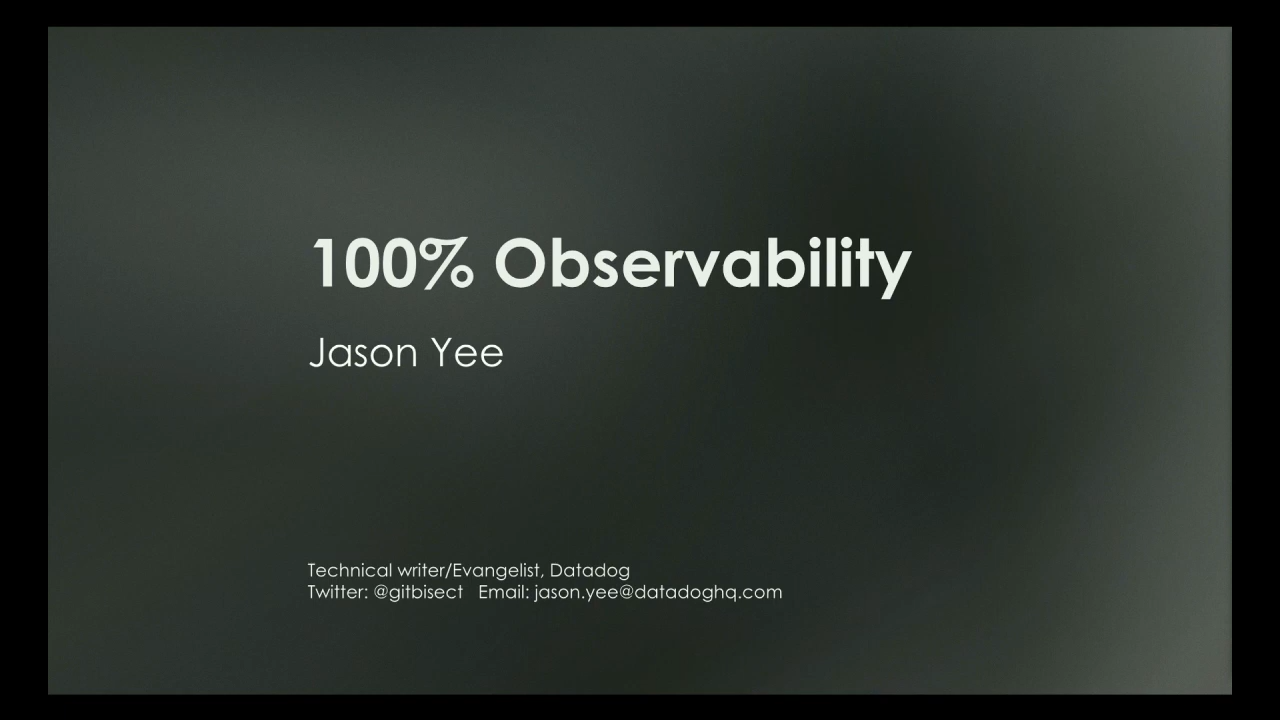 100% Observability
Jason Yee
Technical writer/Evangelist, Datadog
Twitter: @gitbisect Email: jason.yee@datadoghq.com